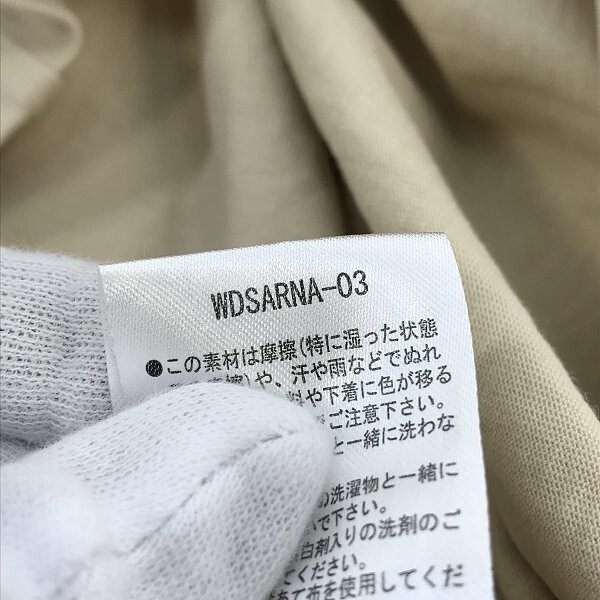 WDSARNA-03
●この素材は摩擦(特に湿った状態
)や、汗や雨などでぬれ
や下着に色が移る
ご注意下さい。
と一緒に洗わな
の洗濯物と一緒に
いで下さい。
白剤入りの洗剤のご
てください。
あて布を使用してくだ